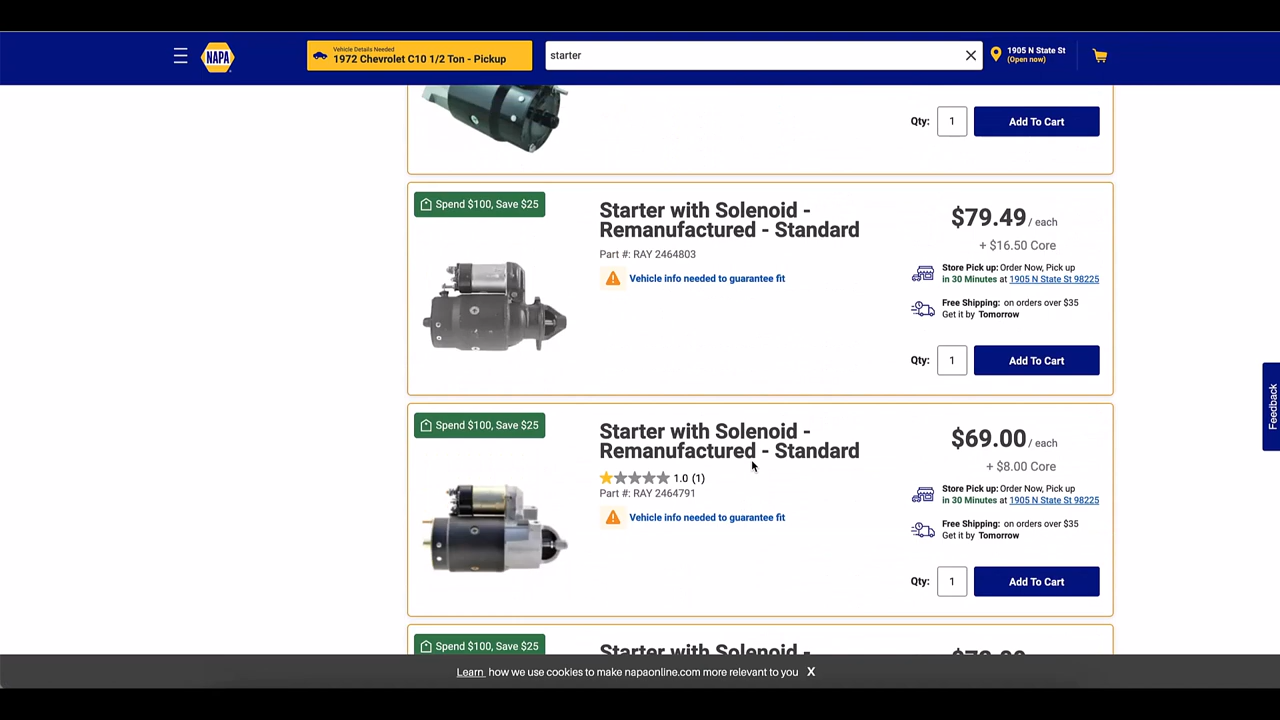 NAPA
Vehicle Details Needed
1972 Chevrolet C10 1/2 Ton - Pickup
starter
1905 N State St
(Open now)
Qty: 1 Add To Cart
Spend $100, Save $25
Starter with Solenoid -
Remanufactured - Standard
Part #: RAY 2464803
Vehicle info needed to guarantee fit
$79.49 / each
+ $16.50 Core
Store Pick up: Order Now, Pick up
in 30 Minutes at 1905 N State St 98225
Free Shipping: on orders over $35
Get it by Tomorrow
Qty: 1 Add To Cart
Spend $100, Save $25
Starter with Solenoid -
Remanufactured - Standard
1.0 (1)
Part #: RAY 2464791
Vehicle info needed to guarantee fit
$69.00 / each
+ $8.00 Core
Store Pick up: Order Now, Pick up
in 30 Minutes at 1905 N State St 98225
Free Shipping: on orders over $35
Get it by Tomorrow
Qty: 1 Add To Cart
Feedback
Spend $100, Save $25
Starter with Solenoid -
Learn how we use cookies to make napaonline.com more relevant to you X